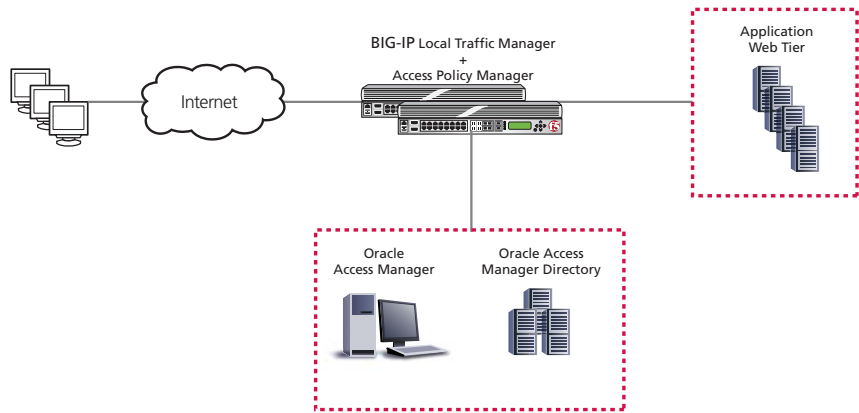 BIG-IP Local Traffic Manager
+
Access Policy Manager
Application
Web Tier
Internet
Oracle
Access Manager
Oracle Access
Manager Directory